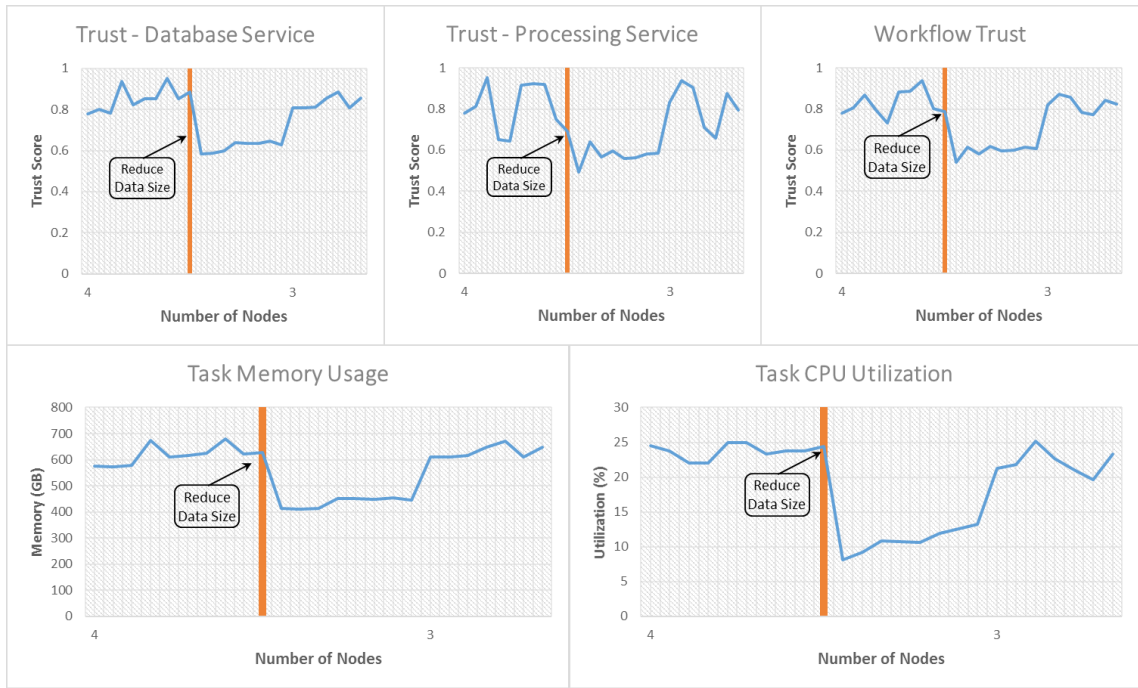 Trust - Database Service
1
0.8
0.6
0.4
0.2
0
Trust Score
Reduce
Data Size
4
3
Number of Nodes
Trust - Processing Service
1
0.8
0.6
0.4
0.2
0
Trust Score
Reduce
Data Size
4
3
Number of Nodes
Workflow Trust
1
0.8
0.6
0.4
0.2
0
Trust Score
Reduce
Data Size
4
3
Number of Nodes
Task Memory Usage
800
700
600
500
400
300
200
100
0
Memory (GB)
Reduce
Data Size
4
3
Number of Nodes
Task CPU Utilization
30
25
20
15
10
5
0
Utilization (%)
Reduce
Data Size
4
3
Number of Nodes